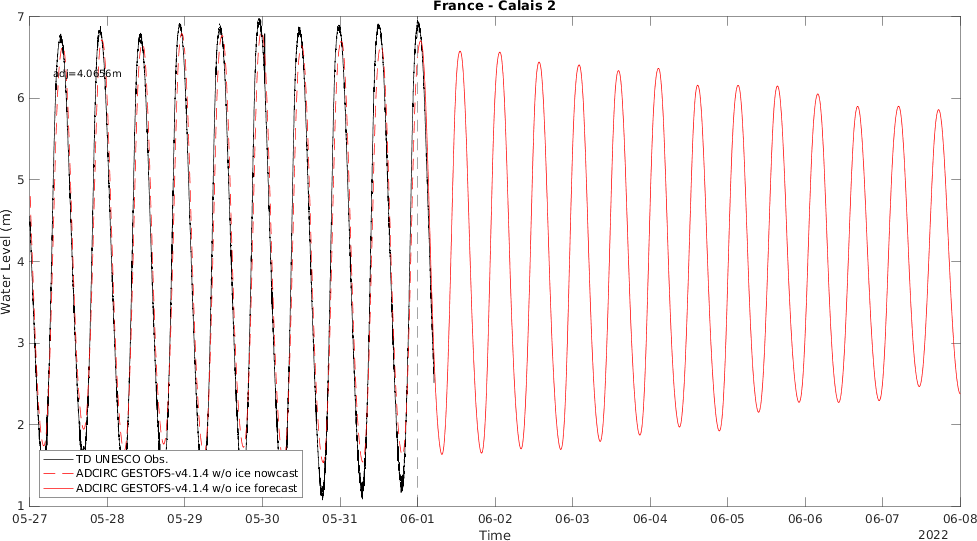 France - Calais 2
7
adj=4.0656m
6
5
4
3
2
1
Water Level (m)
TD UNESCO Obs.
ADCIRC GESTOFS-v4.1.4 w/o ice nowcast
ADCIRC GESTOFS-v4.1.4 w/o ice forecast
05-27 05-28 05-29 05-30 05-31 06-01 06-02 06-03 06-04 06-05 06-06 06-07 06-08
Time
2022